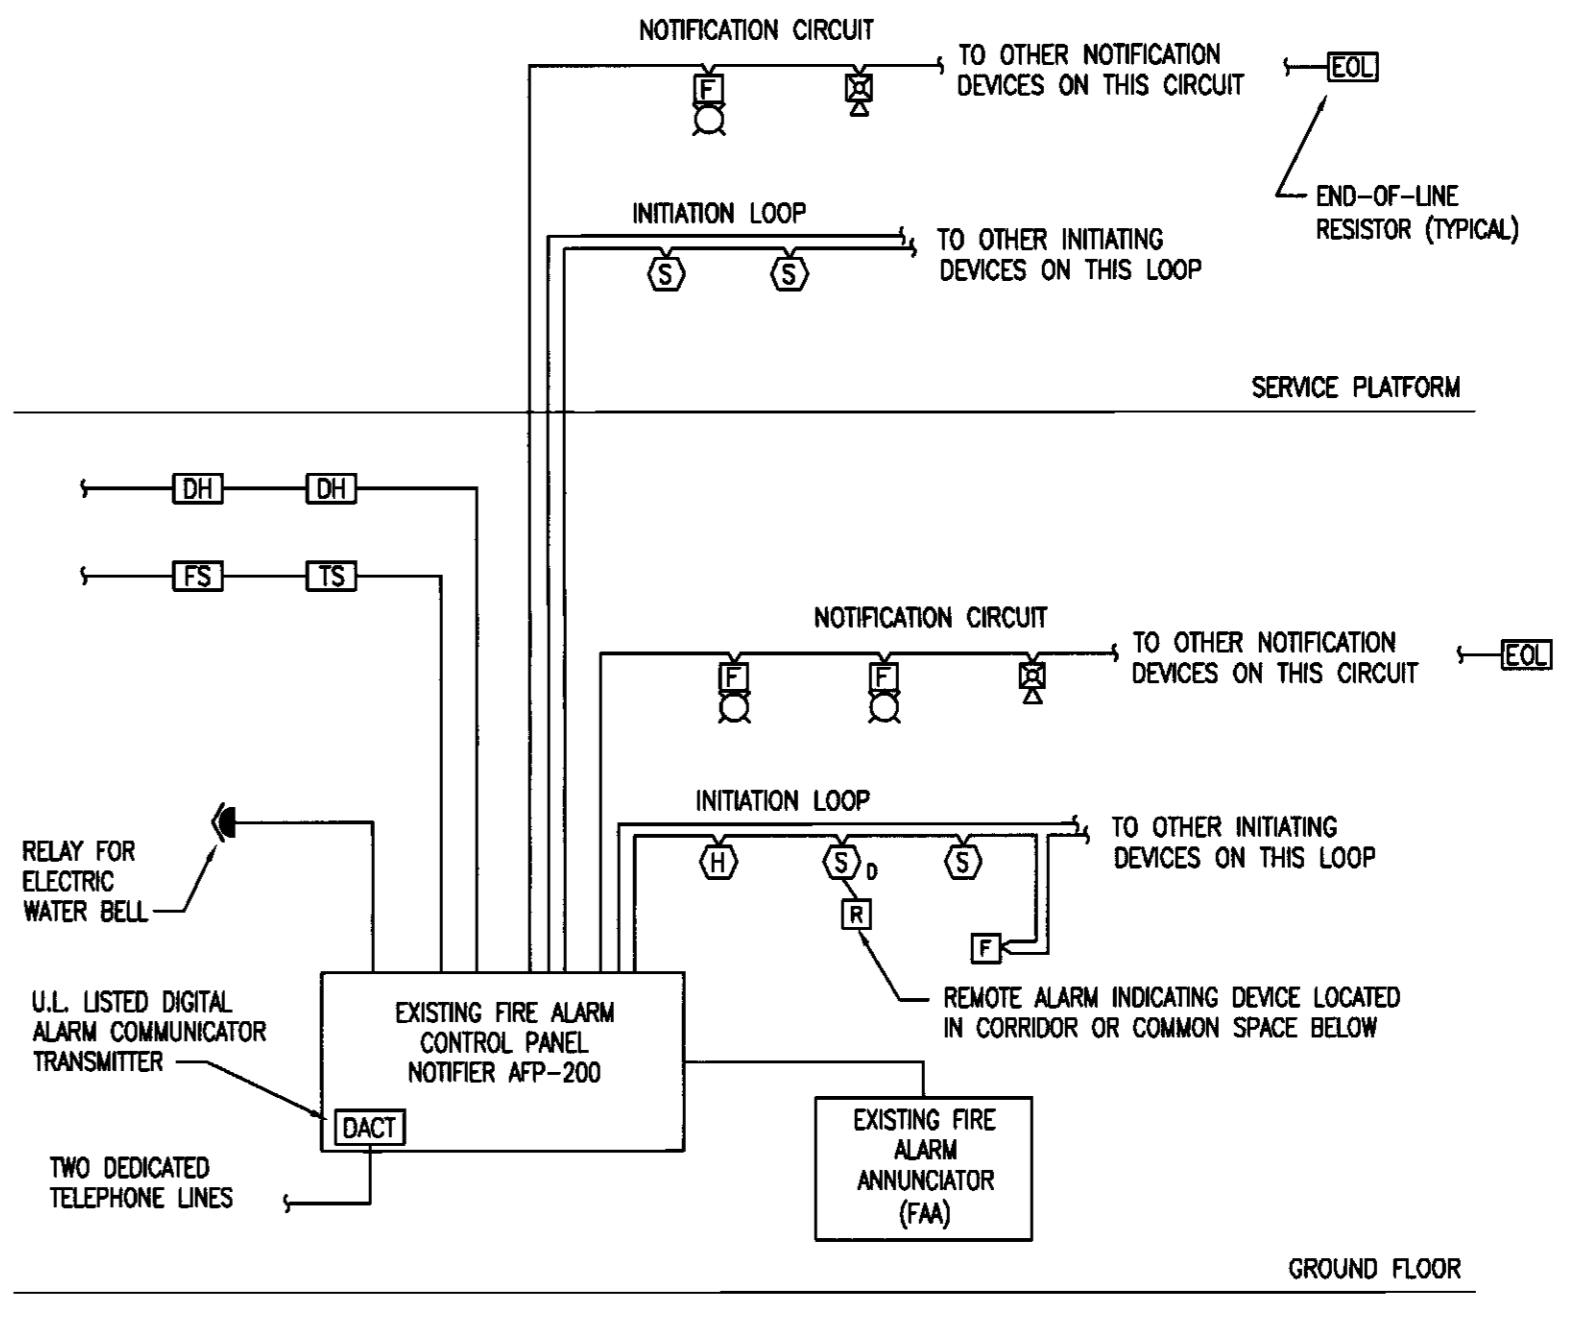 NOTIFICATION CIRCUIT
TO OTHER NOTIFICATION
DEVICES ON THIS CIRCUIT
EOL
F
END-OF-LINE
RESISTOR (TYPICAL)
INITIATION LOOP
TO OTHER INITIATING
DEVICES ON THIS LOOP
S
S
SERVICE PLATFORM
DH
DH
FS
TS
NOTIFICATION CIRCUIT
TO OTHER NOTIFICATION
DEVICES ON THIS CIRCUIT
EOL
F
F
INITIATION LOOP
TO OTHER INITIATING
DEVICES ON THIS LOOP
H
S
D
S
R
F
RELAY FOR
ELECTRIC
WATER BELL
REMOTE ALARM INDICATING DEVICE LOCATED
IN CORRIDOR OR COMMON SPACE BELOW
U.L. LISTED DIGITAL
ALARM COMMUNICATOR
TRANSMITTER
EXISTING FIRE ALARM
CONTROL PANEL
NOTIFIER AFP-200
DACT
TWO DEDICATED
TELEPHONE LINES
EXISTING FIRE
ALARM
ANNUNCIATOR
(FAA)
GROUND FLOOR